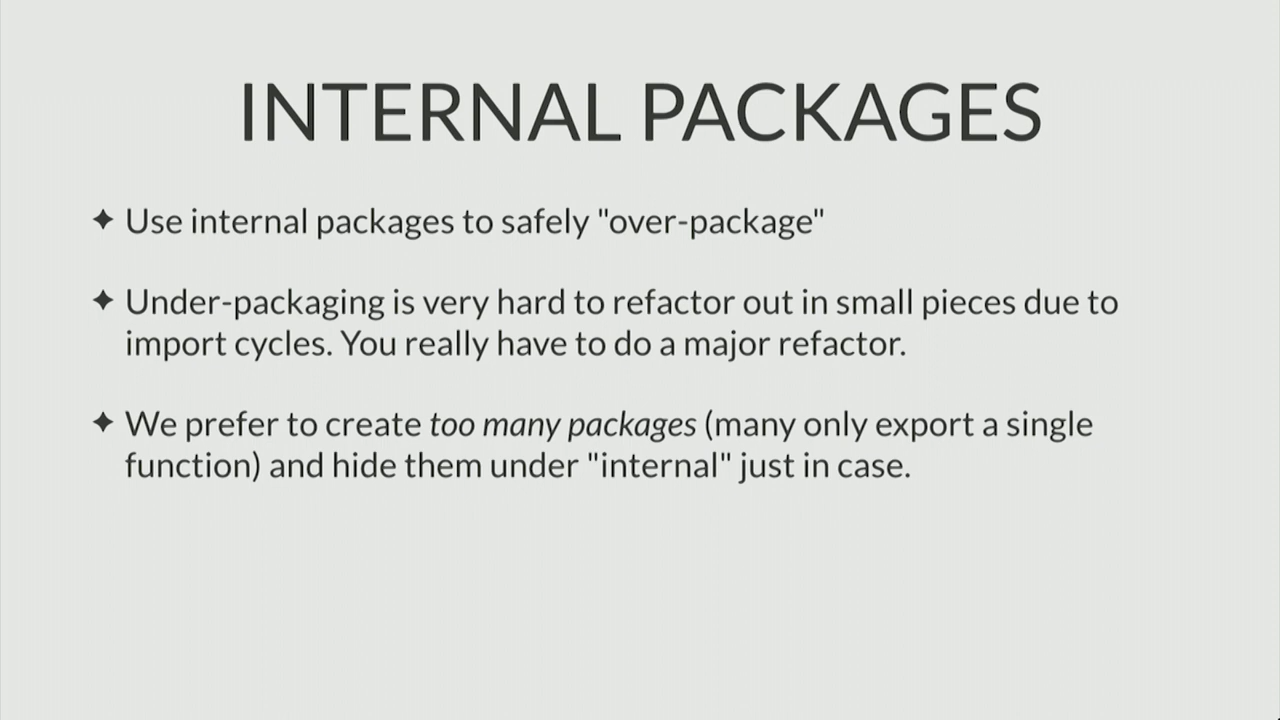 INTERNAL PACKAGES
✦ Use internal packages to safely "over-package"
✦ Under-packaging is very hard to refactor out in small pieces due to
import cycles. You really have to do a major refactor.
✦ We prefer to create too many packages (many only export a single
function) and hide them under "internal" just in case.